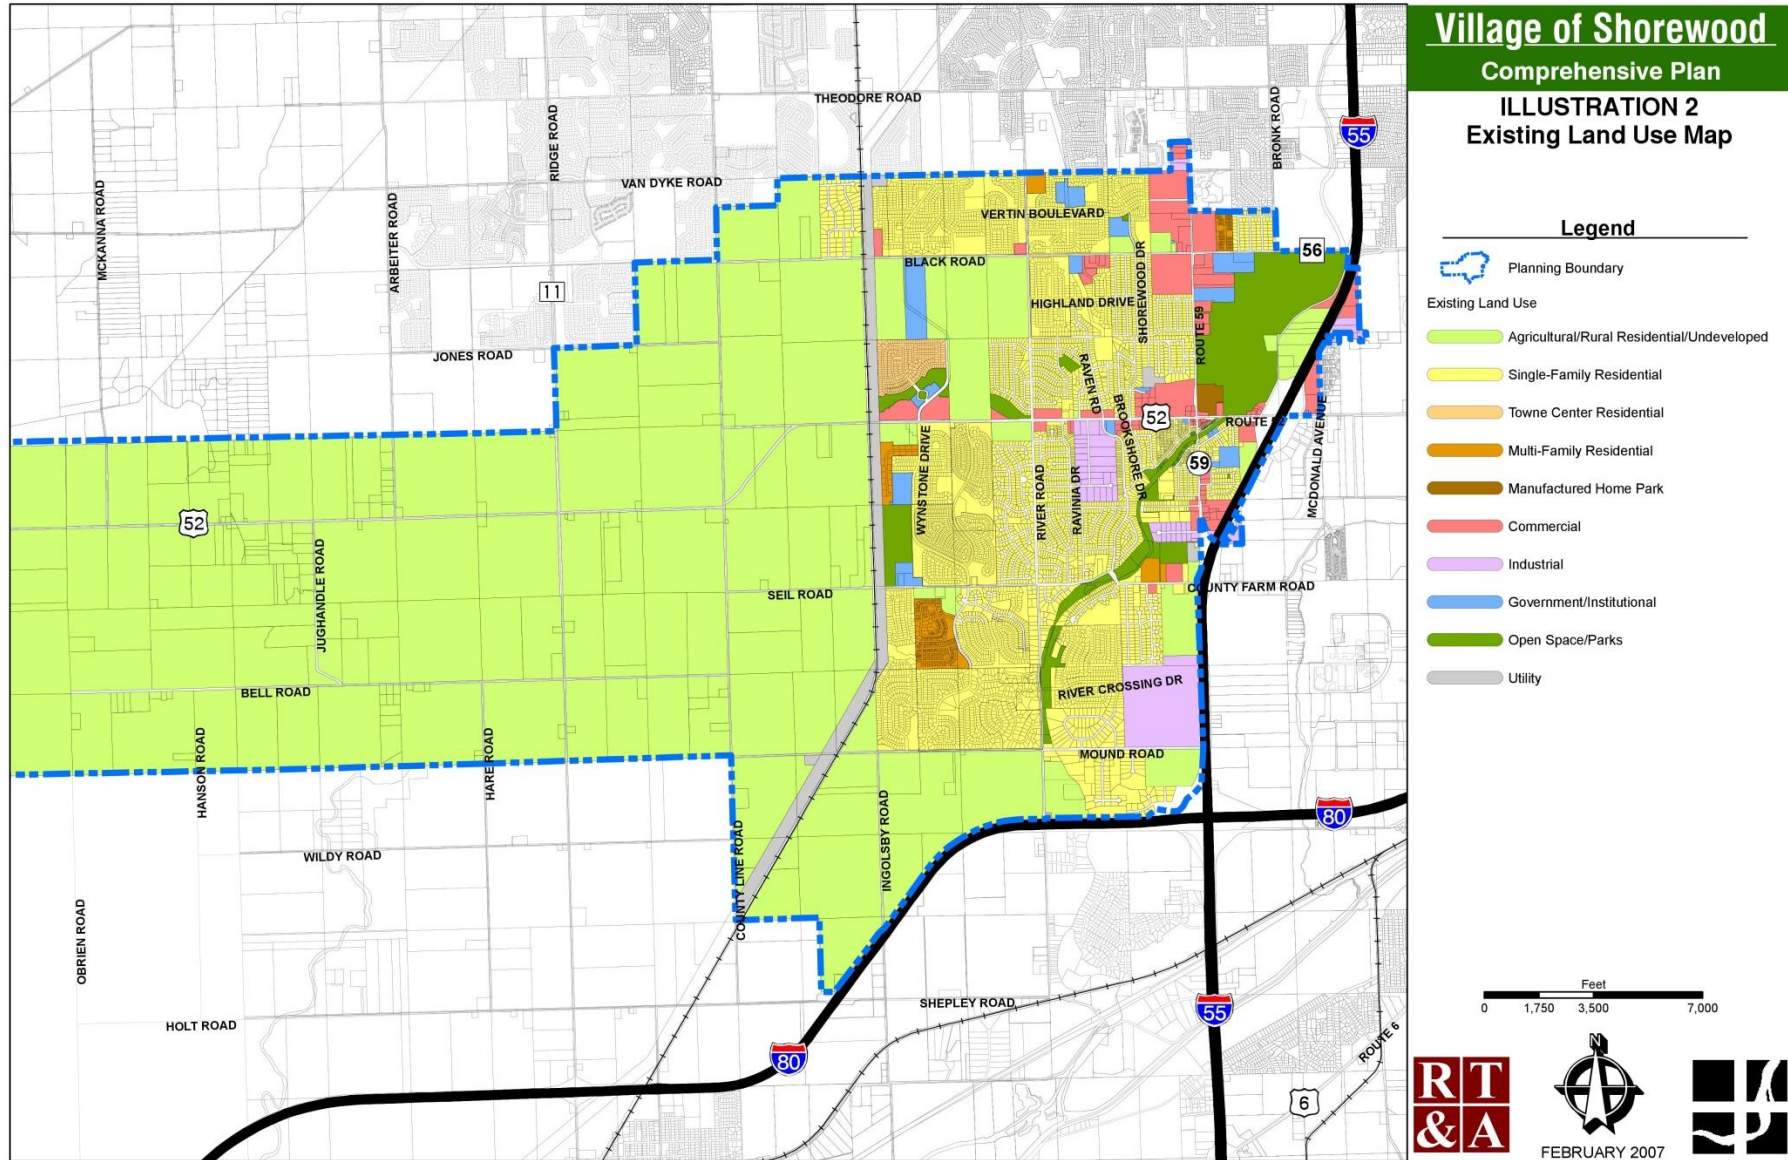 Village of Shorewood
Comprehensive Plan
ILLUSTRATION 2
Existing Land Use Map
Legend
Planning Boundary
Existing Land Use
Agricultural/Rural Residential/Undeveloped
Single-Family Residential
Towne Center Residential
Multi-Family Residential
Manufactured Home Park
Commercial
Industrial
Government/Institutional
Open Space/Parks
Utility
Feet
0 1,750 3,500 7,000
RT
&A
N
FEBRUARY 2007
THEODORE ROAD
BRONK ROAD
55
RIDGE ROAD
MCKANNA ROAD
ARBEITER ROAD
VAN DYKE ROAD
VERTIN BOULEVARD
56
BLACK ROAD
SHOREWOOD DR
11
HIGHLAND DRIVE
ROUTE 59
JONES ROAD
RAVEN RD
BROOKSHORE DR
52
ROUTE 52
MCDONALD AVENUE
59
WYNSTONE DRIVE
RIVER ROAD
RAVINIA DR
52
JUGHANDLE ROAD
SEIL ROAD
COUNTY FARM ROAD
BELL ROAD
RIVER CROSSING DR
HANSON ROAD
HARE ROAD
MOUND ROAD
80
INGOLSBY ROAD
COUNTY LINE ROAD
WILDY ROAD
OBRIEN ROAD
SHEPLEY ROAD
55
HOLT ROAD
80
ROUTE 6
6